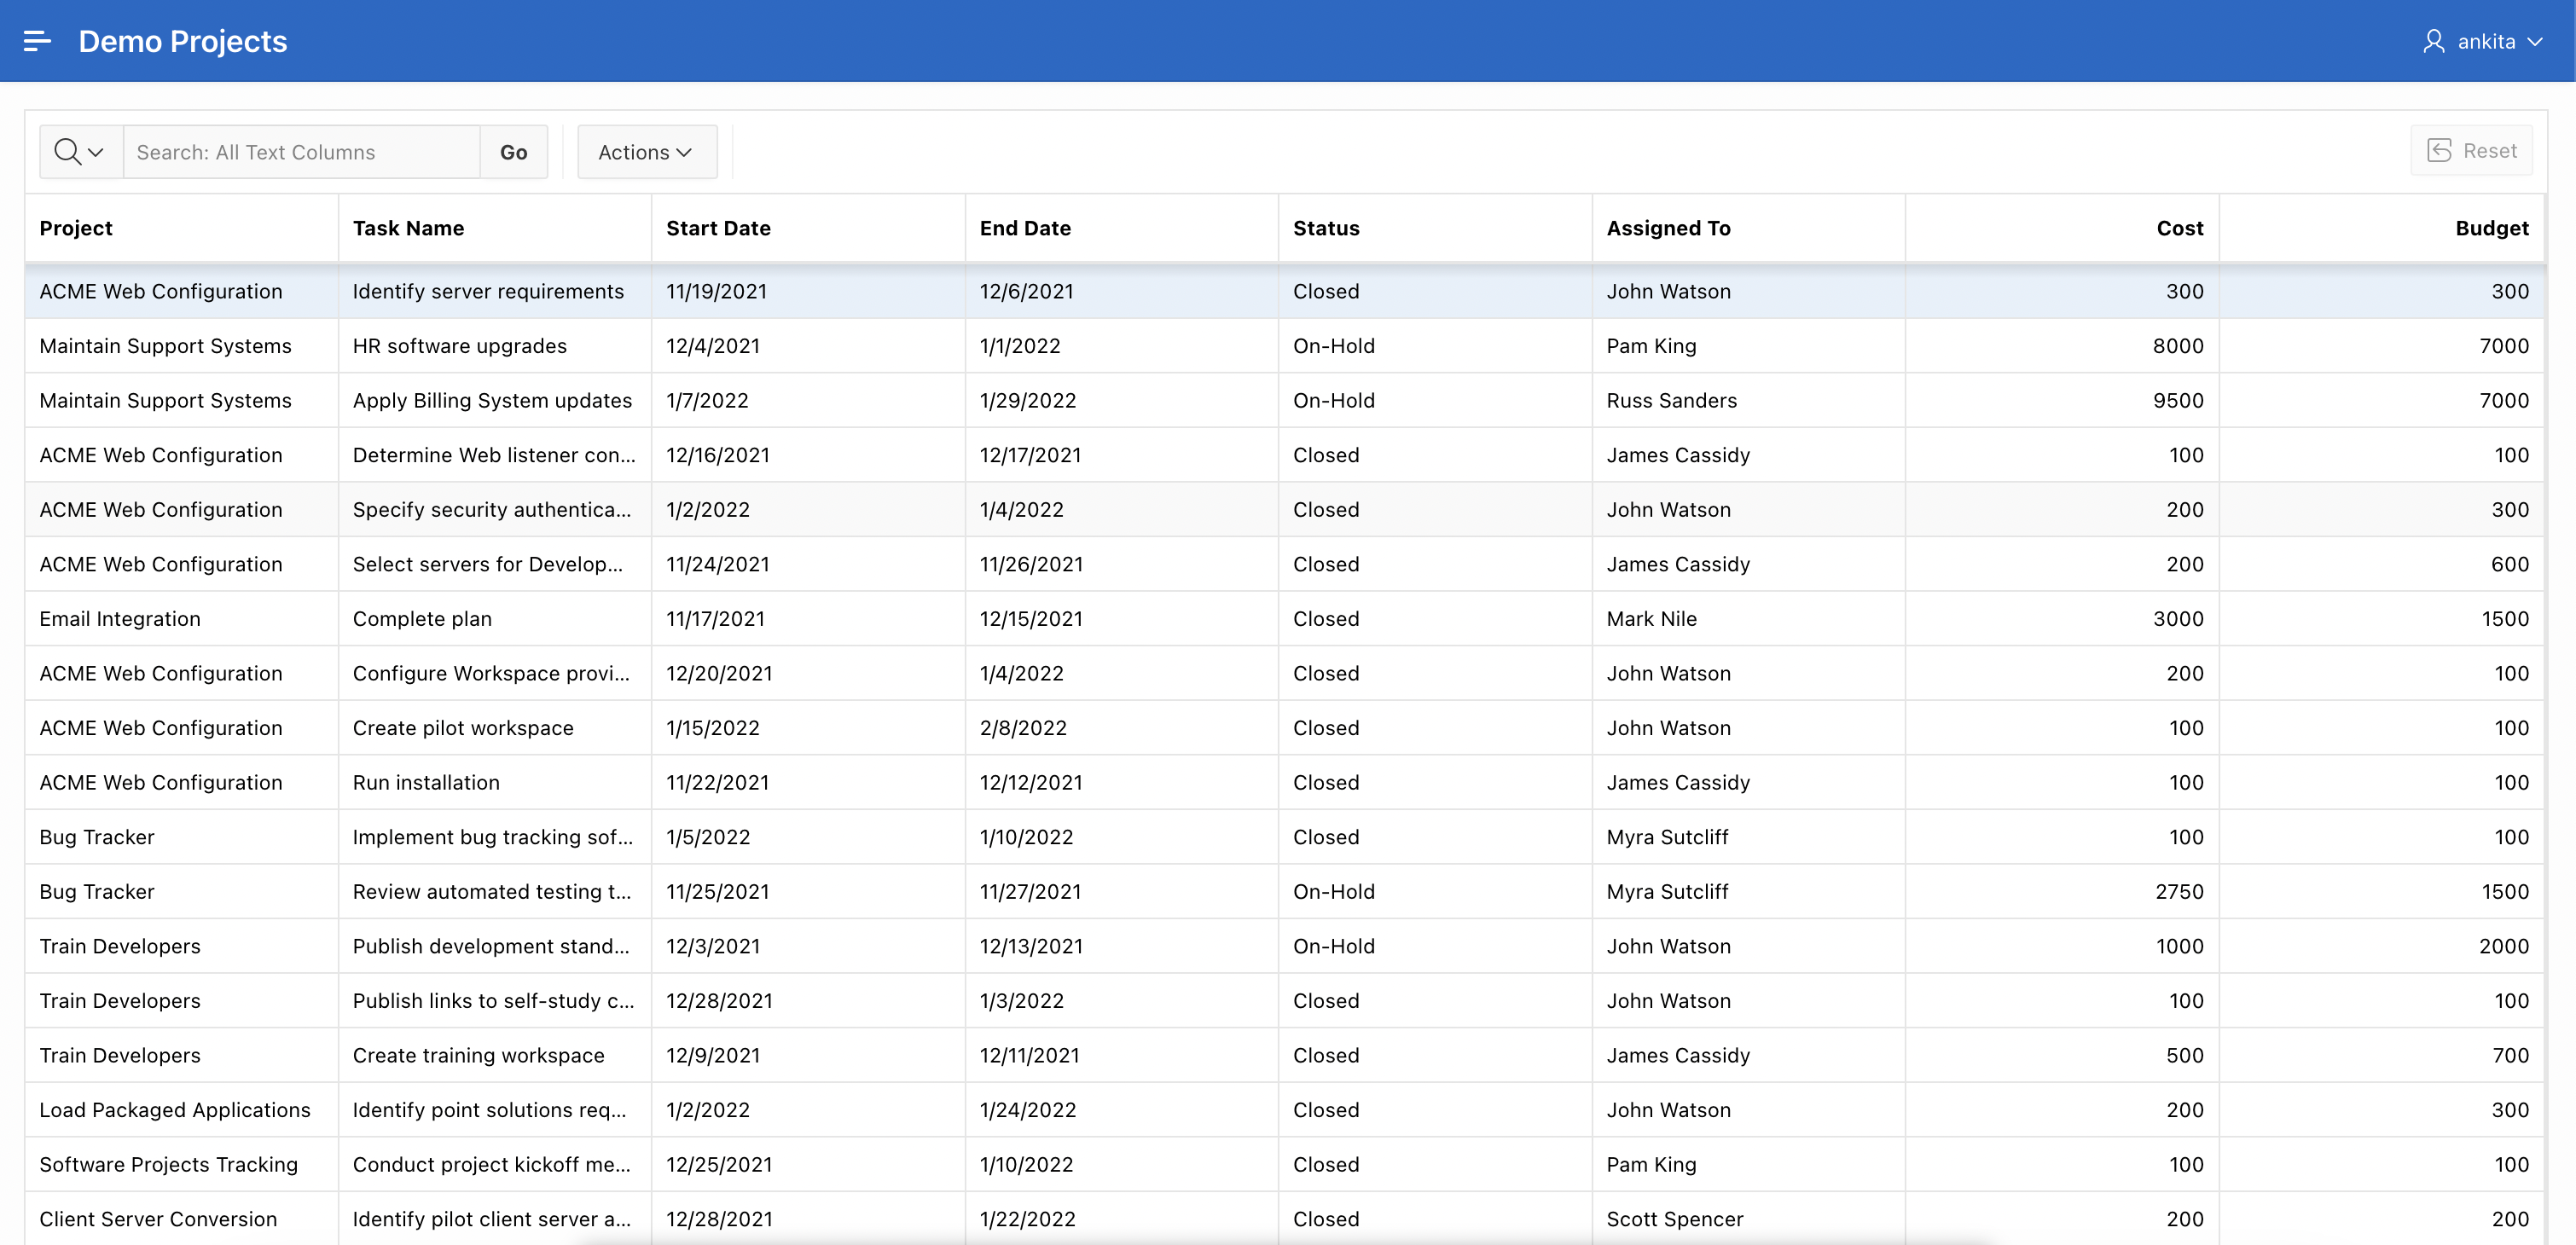 Demo Projects ankita
Search: All Text Columns Go Actions Reset
Project Task Name Start Date End Date Status Assigned To Cost Budget
ACME Web Configuration Identify server requirements 11/19/2021 12/6/2021 Closed John Watson 300 300
Maintain Support Systems HR software upgrades 12/4/2021 1/1/2022 On-Hold Pam King 8000 7000
Maintain Support Systems Apply Billing System updates 1/7/2022 1/29/2022 On-Hold Russ Sanders 9500 7000
ACME Web Configuration Determine Web listener con... 12/16/2021 12/17/2021 Closed James Cassidy 100 100
ACME Web Configuration Specify security authentica... 1/2/2022 1/4/2022 Closed John Watson 200 300
ACME Web Configuration Select servers for Develop... 11/24/2021 11/26/2021 Closed James Cassidy 200 600
Email Integration Complete plan 11/17/2021 12/15/2021 Closed Mark Nile 3000 1500
ACME Web Configuration Configure Workspace provi... 12/20/2021 1/4/2022 Closed John Watson 200 100
ACME Web Configuration Create pilot workspace 1/15/2022 2/8/2022 Closed John Watson 100 100
ACME Web Configuration Run installation 11/22/2021 12/12/2021 Closed James Cassidy 100 100
Bug Tracker Implement bug tracking sof... 1/5/2022 1/10/2022 Closed Myra Sutcliff 100 100
Bug Tracker Review automated testing t... 11/25/2021 11/27/2021 On-Hold Myra Sutcliff 2750 1500
Train Developers Publish development stand... 12/3/2021 12/13/2021 On-Hold John Watson 1000 2000
Train Developers Publish links to self-study c... 12/28/2021 1/3/2022 Closed John Watson 100 100
Train Developers Create training workspace 12/9/2021 12/11/2021 Closed James Cassidy 500 700
Load Packaged Applications Identify point solutions req... 1/2/2022 1/24/2022 Closed John Watson 200 300
Software Projects Tracking Conduct project kickoff me... 12/25/2021 1/10/2022 Closed Pam King 100 100
Client Server Conversion Identify pilot client server a... 12/28/2021 1/22/2022 Closed Scott Spencer 200 200